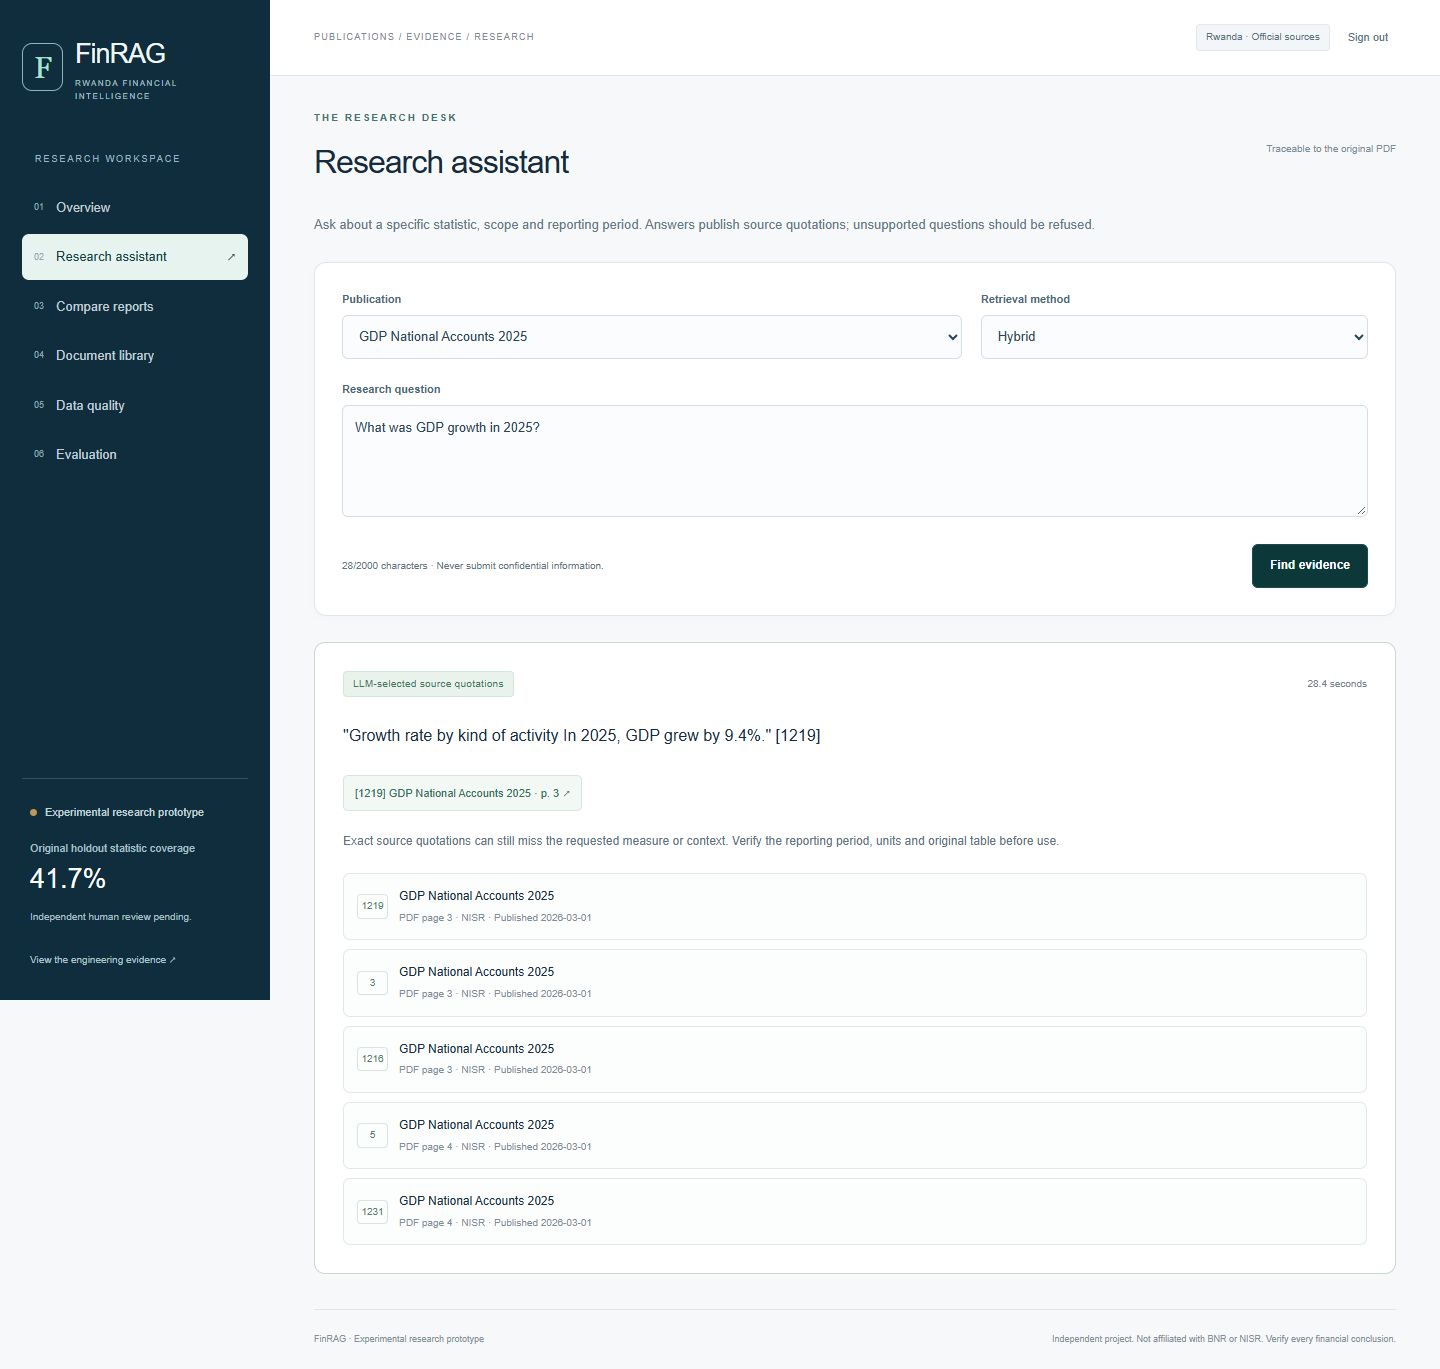 F
FinRAG
RWANDA FINANCIAL
INTELLIGENCE
RESEARCH WORKSPACE
01 Overview
02 Research assistant ↗
03 Compare reports
04 Document library
05 Data quality
06 Evaluation
Experimental research prototype
Original holdout statistic coverage
41.7%
Independent human review pending.
View the engineering evidence ↗
PUBLICATIONS / EVIDENCE / RESEARCH
Rwanda · Official sources
Sign out
THE RESEARCH DESK
Research assistant
Traceable to the original PDF
Ask about a specific statistic, scope and reporting period. Answers publish source quotations; unsupported questions should be refused.
Publication
GDP National Accounts 2025
Retrieval method
Hybrid
Research question
What was GDP growth in 2025?
28/2000 characters · Never submit confidential information.
Find evidence
LLM-selected source quotations
28.4 seconds
"Growth rate by kind of activity In 2025, GDP grew by 9.4%." [1219]
[1219] GDP National Accounts 2025 · p. 3 ↗
Exact source quotations can still miss the requested measure or context. Verify the reporting period, units and original table before use.
1219
GDP National Accounts 2025
PDF page 3 · NISR · Published 2026-03-01
3
GDP National Accounts 2025
PDF page 3 · NISR · Published 2026-03-01
1216
GDP National Accounts 2025
PDF page 3 · NISR · Published 2026-03-01
5
GDP National Accounts 2025
PDF page 4 · NISR · Published 2026-03-01
1231
GDP National Accounts 2025
PDF page 4 · NISR · Published 2026-03-01
FinRAG · Experimental research prototype
Independent project. Not affiliated with BNR or NISR. Verify every financial conclusion.